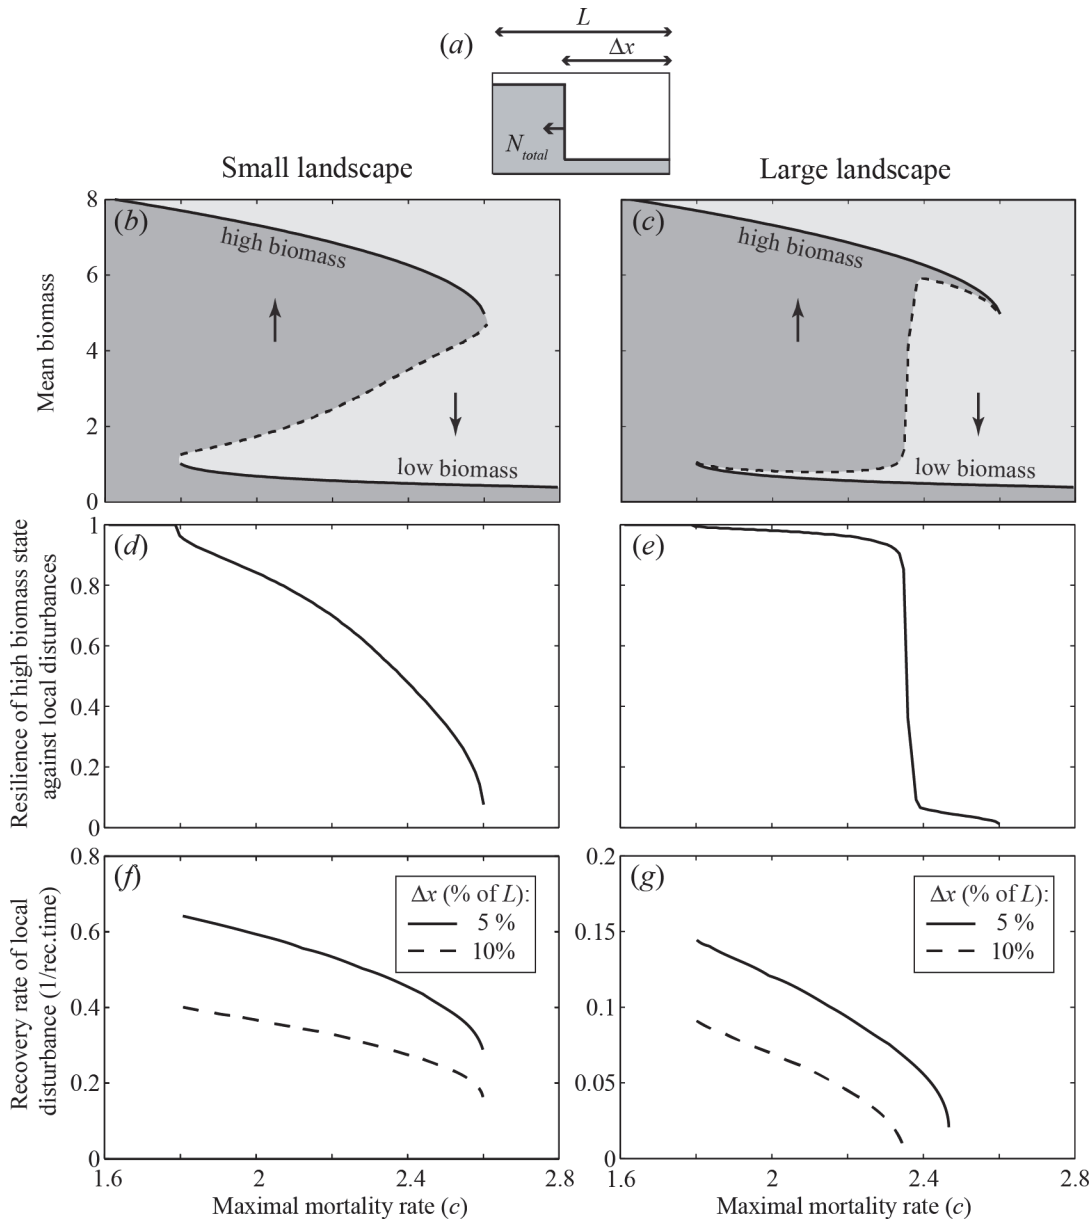 L
(a)
Δx
N_total
Small landscape
Large landscape
Mean biomass
8
6
4
2
0
(b)
high biomass
low biomass
(c)
high biomass
low biomass
Resilience of high biomass state
against local disturbances
1
0.8
0.6
0.4
0.2
0
(d)
(e)
Recovery rate of local
disturbance (1/rec.time)
0.8
0.6
0.4
0.2
0
(f)
Δx (% of L):
5 %
10%
1.6
2
2.4
2.8
Maximal mortality rate (c)
0.2
0.15
0.1
0.05
0
(g)
Δx (% of L):
5 %
10%
1.6
2
2.4
2.8
Maximal mortality rate (c)